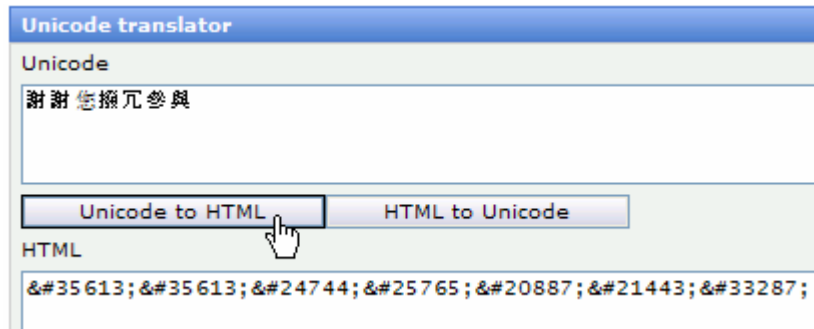 Unicode translator
Unicode
謝謝您撥冗參與
Unicode to HTML HTML to Unicode
HTML
&#35613;&#35613;&#24744;&#25765;&#20887;&#21443;&#33287;